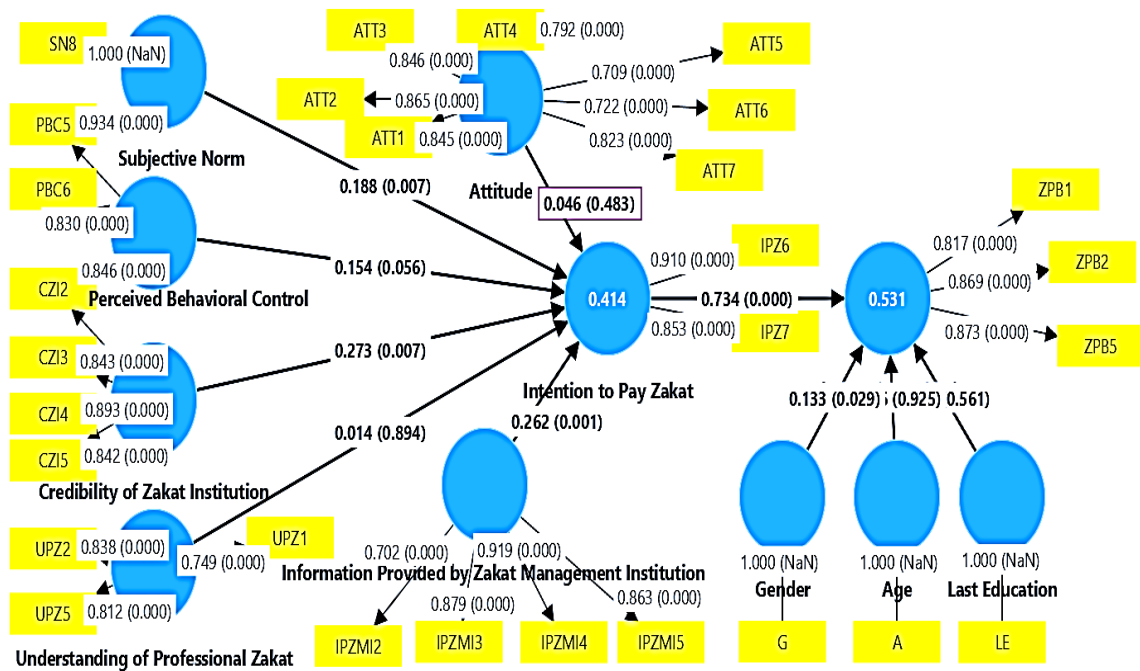 SN8
1.000 (NaN)
ATT3
ATT4
0.792 (0.000)
ATT5
0.846 (0.000)
0.709 (0.000)
ATT2
0.865 (0.000)
0.722 (0.000)
ATT6
PBC5
0.934 (0.000)
ATT1
0.845 (0.000)
0.823 (0.000)
ATT7
Subjective Norm
PBC6
0.188 (0.007)
Attitude
0.046 (0.483)
ZPB1
0.830 (0.000)
IPZ6
0.817 (0.000)
0.846 (0.000)
0.154 (0.056)
0.910 (0.000)
ZPB2
CZI2
Perceived Behavioral Control
0.414
0.734 (0.000)
0.531
0.869 (0.000)
0.853 (0.000)
IPZ7
0.873 (0.000)
ZPB5
CZI3
0.843 (0.000)
0.273 (0.007)
Intention to Pay Zakat
CZI4
0.893 (0.000)
0.262 (0.001)
0.133 (0.029)
(0.925)
0.561)
0.014 (0.894)
CZI5
0.842 (0.000)
Credibility of Zakat Institution
UPZ2
0.838 (0.000)
UPZ1
0.749 (0.000)
0.702 (0.000)
0.919 (0.000)
Information Provided by Zakat Management Institution
1.000 (NaN)
1.000 (NaN)
1.000 (NaN)
Gender
Age
Last Education
UPZ5
0.812 (0.000)
0.879 (0.000)
0.863 (0.000)
IPZMI2
IPZMI3
IPZMI4
IPZMI5
G
A
LE
Understanding of Professional Zakat